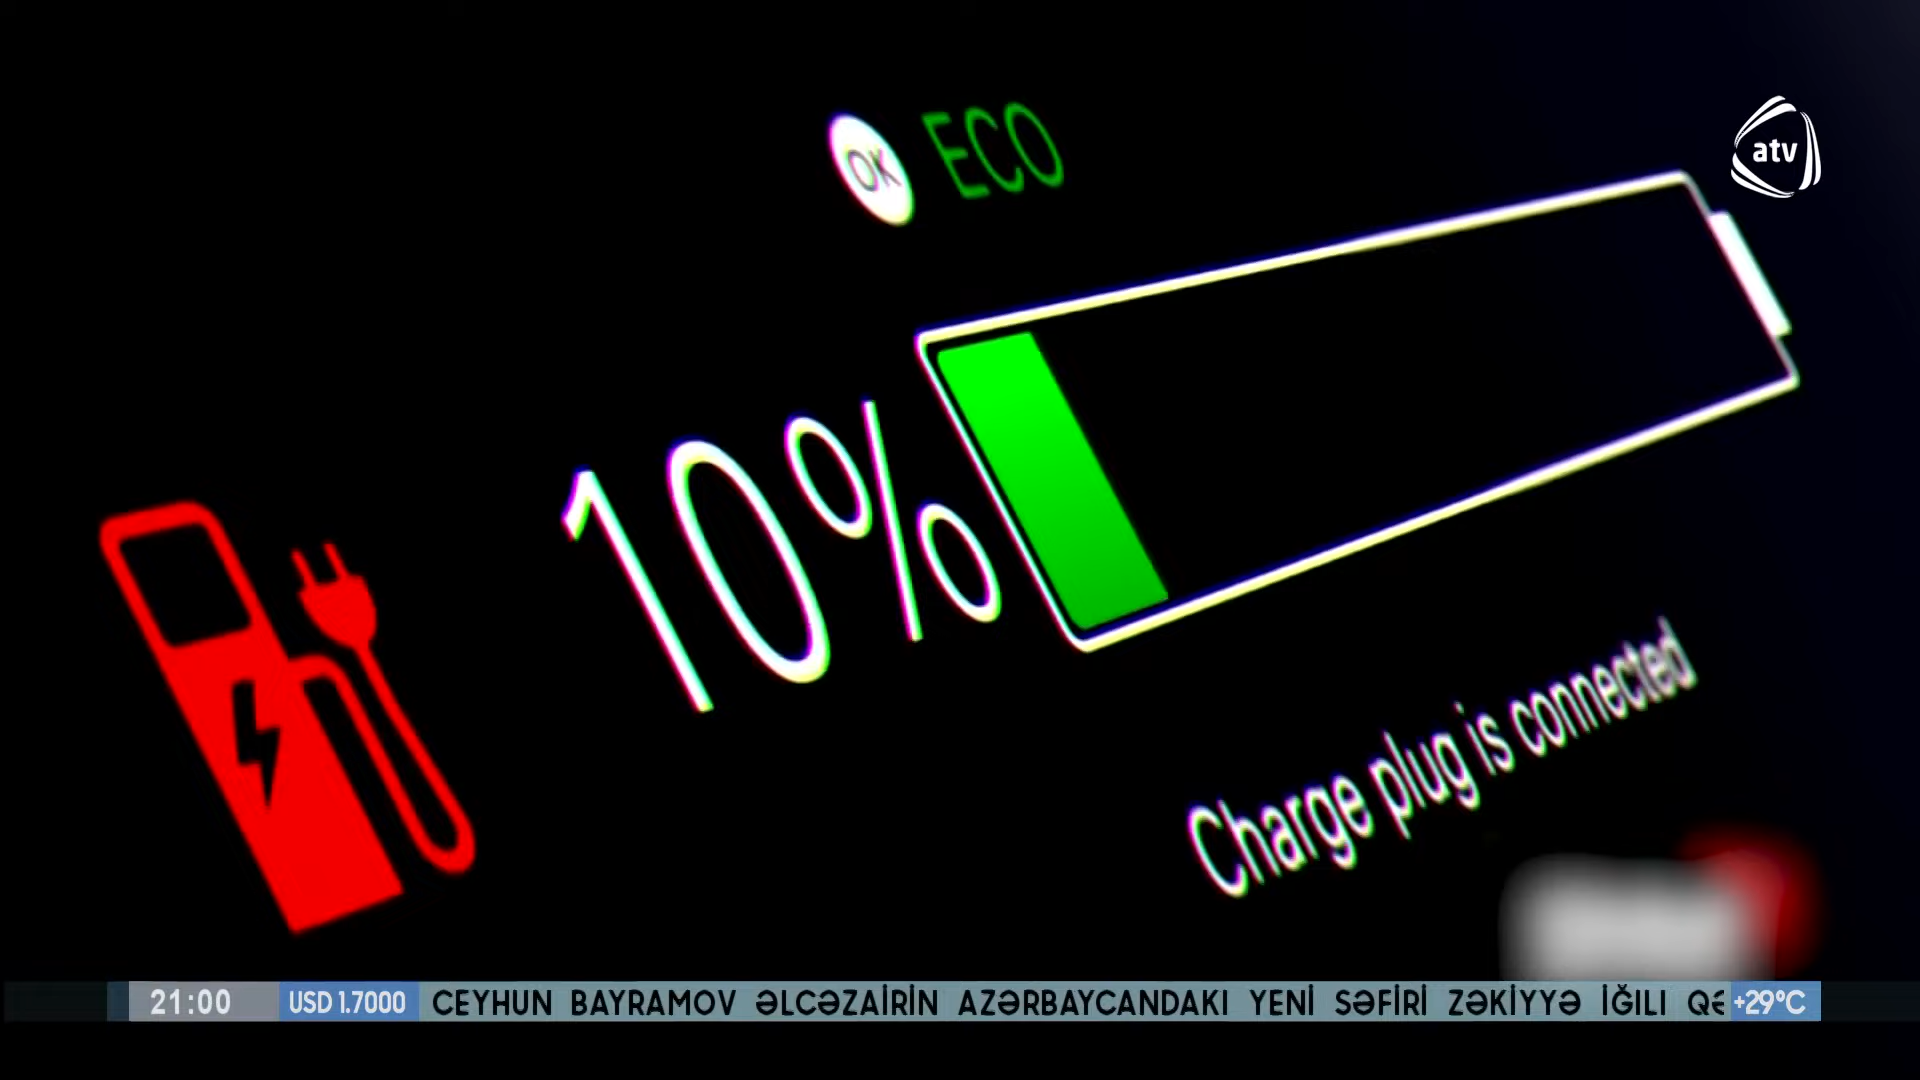 OK ECO
atv
10%
Charge plug is connected
21:00 USD 1.7000 CEYHUN BAYRAMOV ƏLCƏZAİRİN AZƏRBAYCANDAKI YENİ SƏFİRİ ZƏKİYYƏ İĞILI +29°C